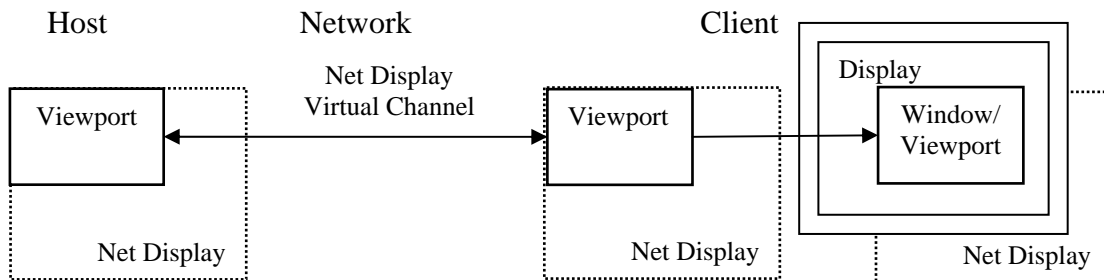 Host
Network
Client
Net Display
Virtual Channel
Display
Viewport
Viewport
Window/
Viewport
Net Display
Net Display
Net Display